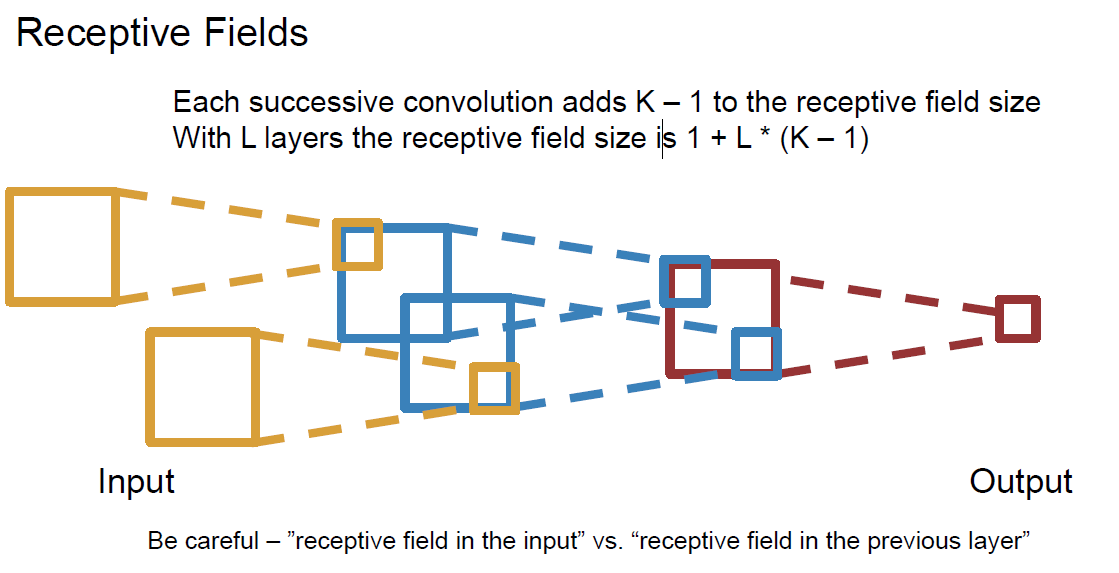 Receptive Fields
Each successive convolution adds K – 1 to the receptive field size
With L layers the receptive field size is 1 + L * (K – 1)
Input
Output
Be careful – ”receptive field in the input” vs. “receptive field in the previous layer”